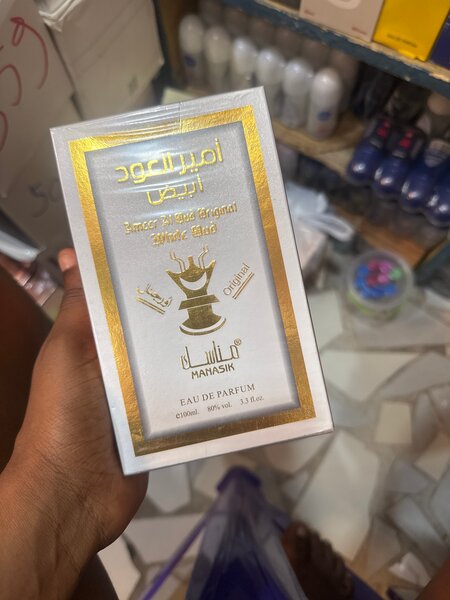 أمير العود
أبيض
Ameer Al Oud Original
White Oud
أورجينال
Original
مناسك®
MANASIK
EAU DE PARFUM
e100ml. 80% vol. 3.3 fl.oz.